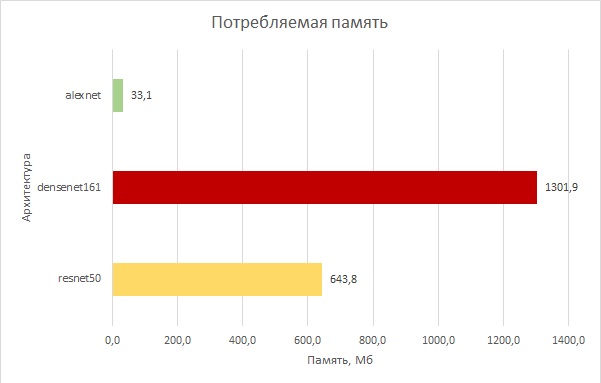 Потребляемая память
alexnet
33,1
densenet161
1301,9
resnet50
643,8
Архитектура
0,0 200,0 400,0 600,0 800,0 1000,0 1200,0 1400,0
Память, Мб